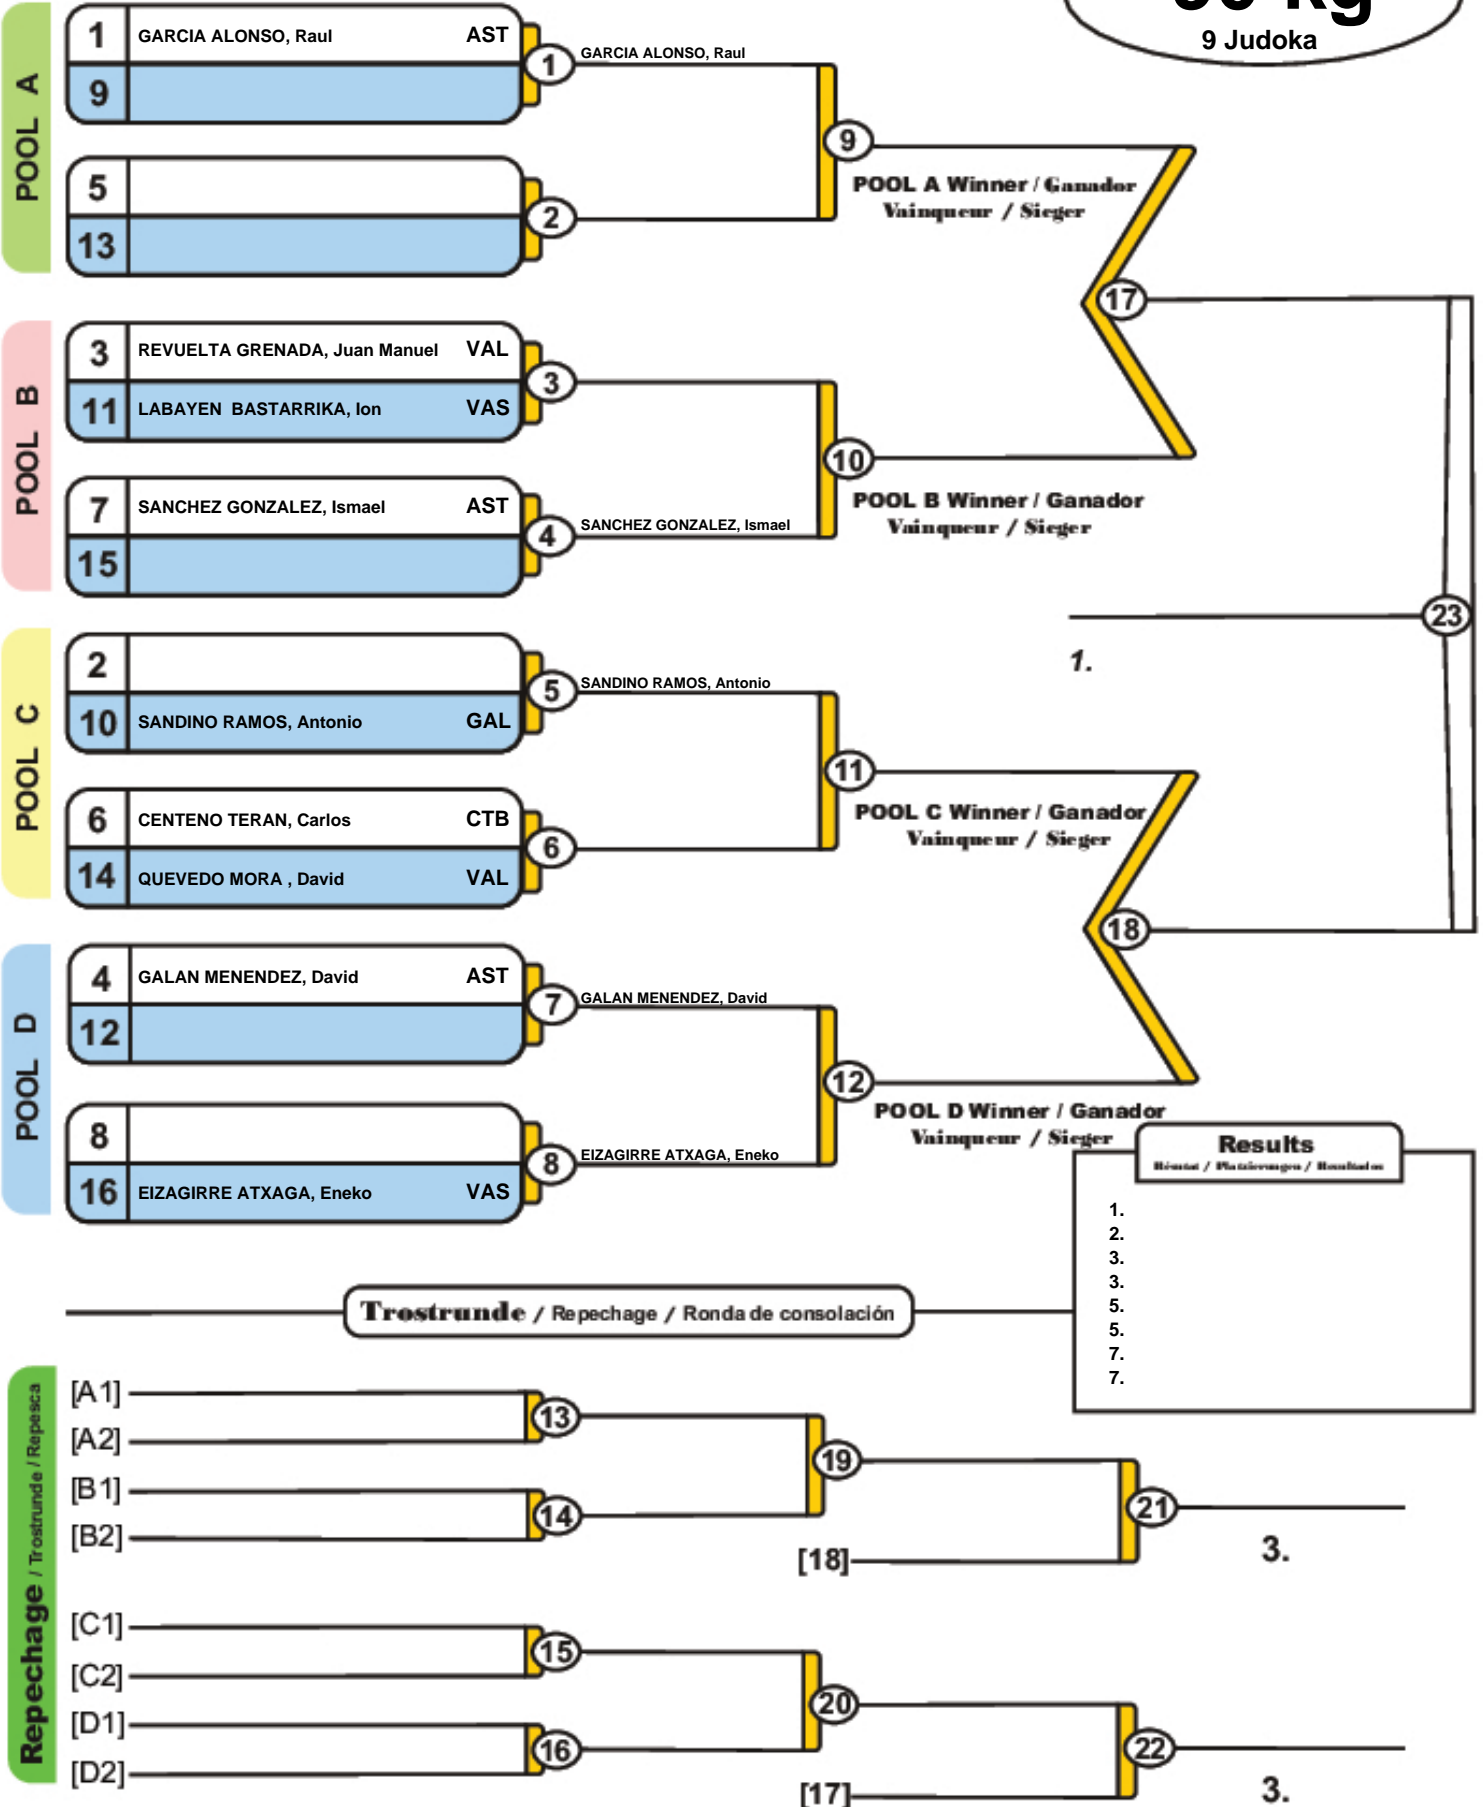 kg
9 Judoka
POOL A
1 GARCIA ALONSO, Raul AST
9
1
GARCIA ALONSO, Raul
5
13
2
9
POOL A Winner / Ganador
Vainqueur / Sieger
17
POOL B
3 REVUELTA GRENADA, Juan Manuel VAL
11 LABAYEN BASTARRIKA, Ion VAS
3
7 SANCHEZ GONZALEZ, Ismael AST
15
4
SANCHEZ GONZALEZ, Ismael
10
POOL B Winner / Ganador
Vainqueur / Sieger
23
1.
POOL C
2
10 SANDINO RAMOS, Antonio GAL
5
SANDINO RAMOS, Antonio
6 CENTENO TERAN, Carlos CTB
14 QUEVEDO MORA , David VAL
6
11
POOL C Winner / Ganador
Vainqueur / Sieger
18
POOL D
4 GALAN MENENDEZ, David AST
12
7
GALAN MENENDEZ, David
8
16 EIZAGIRRE ATXAGA, Eneko VAS
8
EIZAGIRRE ATXAGA, Eneko
12
POOL D Winner / Ganador
Vainqueur / Sieger
Results
Résutat / Platzierungen / Resultados
1.
2.
3.
3.
5.
5.
7.
7.
Trostrunde / Repechage / Ronda de consolación
Repechage / Trostrunde / Repesca
[A1]
[A2]
13
[B1]
[B2]
14
19
[18]
21
3.
[C1]
[C2]
15
[D1]
[D2]
16
20
[17]
22
3.